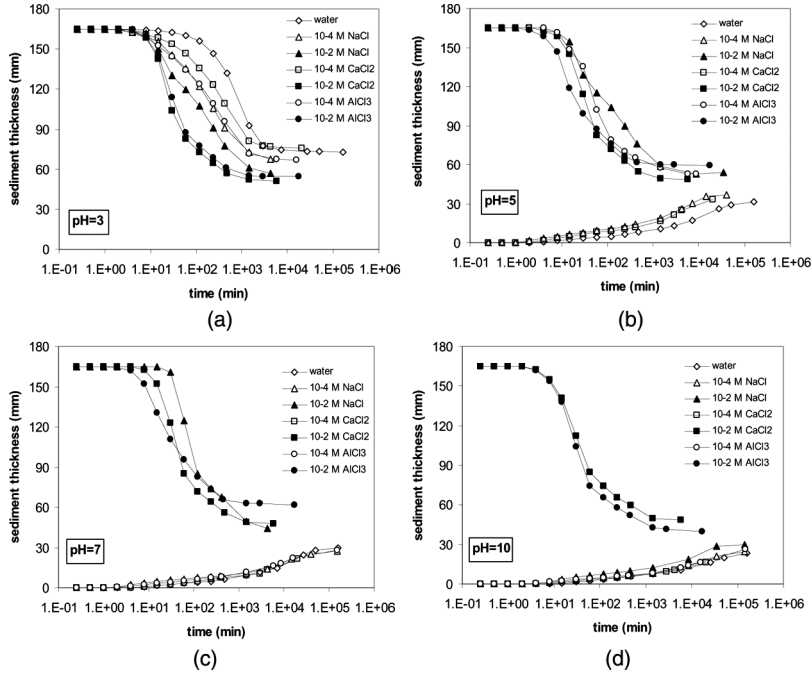 180
150
120
90
60
30
0
sediment thickness (mm)
water
10-4 M NaCl
10-2 M NaCl
10-4 M CaCl2
10-2 M CaCl2
10-4 M AlCl3
10-2 M AlCl3
pH=3
1.E-01 1.E+00 1.E+01 1.E+02 1.E+03 1.E+04 1.E+05 1.E+06
time (min)
(a)
180
150
120
90
60
30
0
sediment thickness (mm)
water
10-4 M NaCl
10-2 M NaCl
10-4 M CaCl2
10-2 M CaCl2
10-4 M AlCl3
10-2 M AlCl3
pH=5
1.E-01 1.E+00 1.E+01 1.E+02 1.E+03 1.E+04 1.E+05 1.E+06
time (min)
(b)
180
150
120
90
60
30
0
sediment thickness (mm)
water
10-4 M NaCl
10-2 M NaCl
10-4 M CaCl2
10-2 M CaCl2
10-4 M AlCl3
10-2 M AlCl3
pH=7
1.E-01 1.E+00 1.E+01 1.E+02 1.E+03 1.E+04 1.E+05 1.E+06
time (min)
(c)
180
150
120
90
60
30
0
sediment thickness (mm)
water
10-4 M NaCl
10-2 M NaCl
10-4 M CaCl2
10-2 M CaCl2
10-4 M AlCl3
10-2 M AlCl3
pH=10
1.E-01 1.E+00 1.E+01 1.E+02 1.E+03 1.E+04 1.E+05 1.E+06
time (min)
(d)